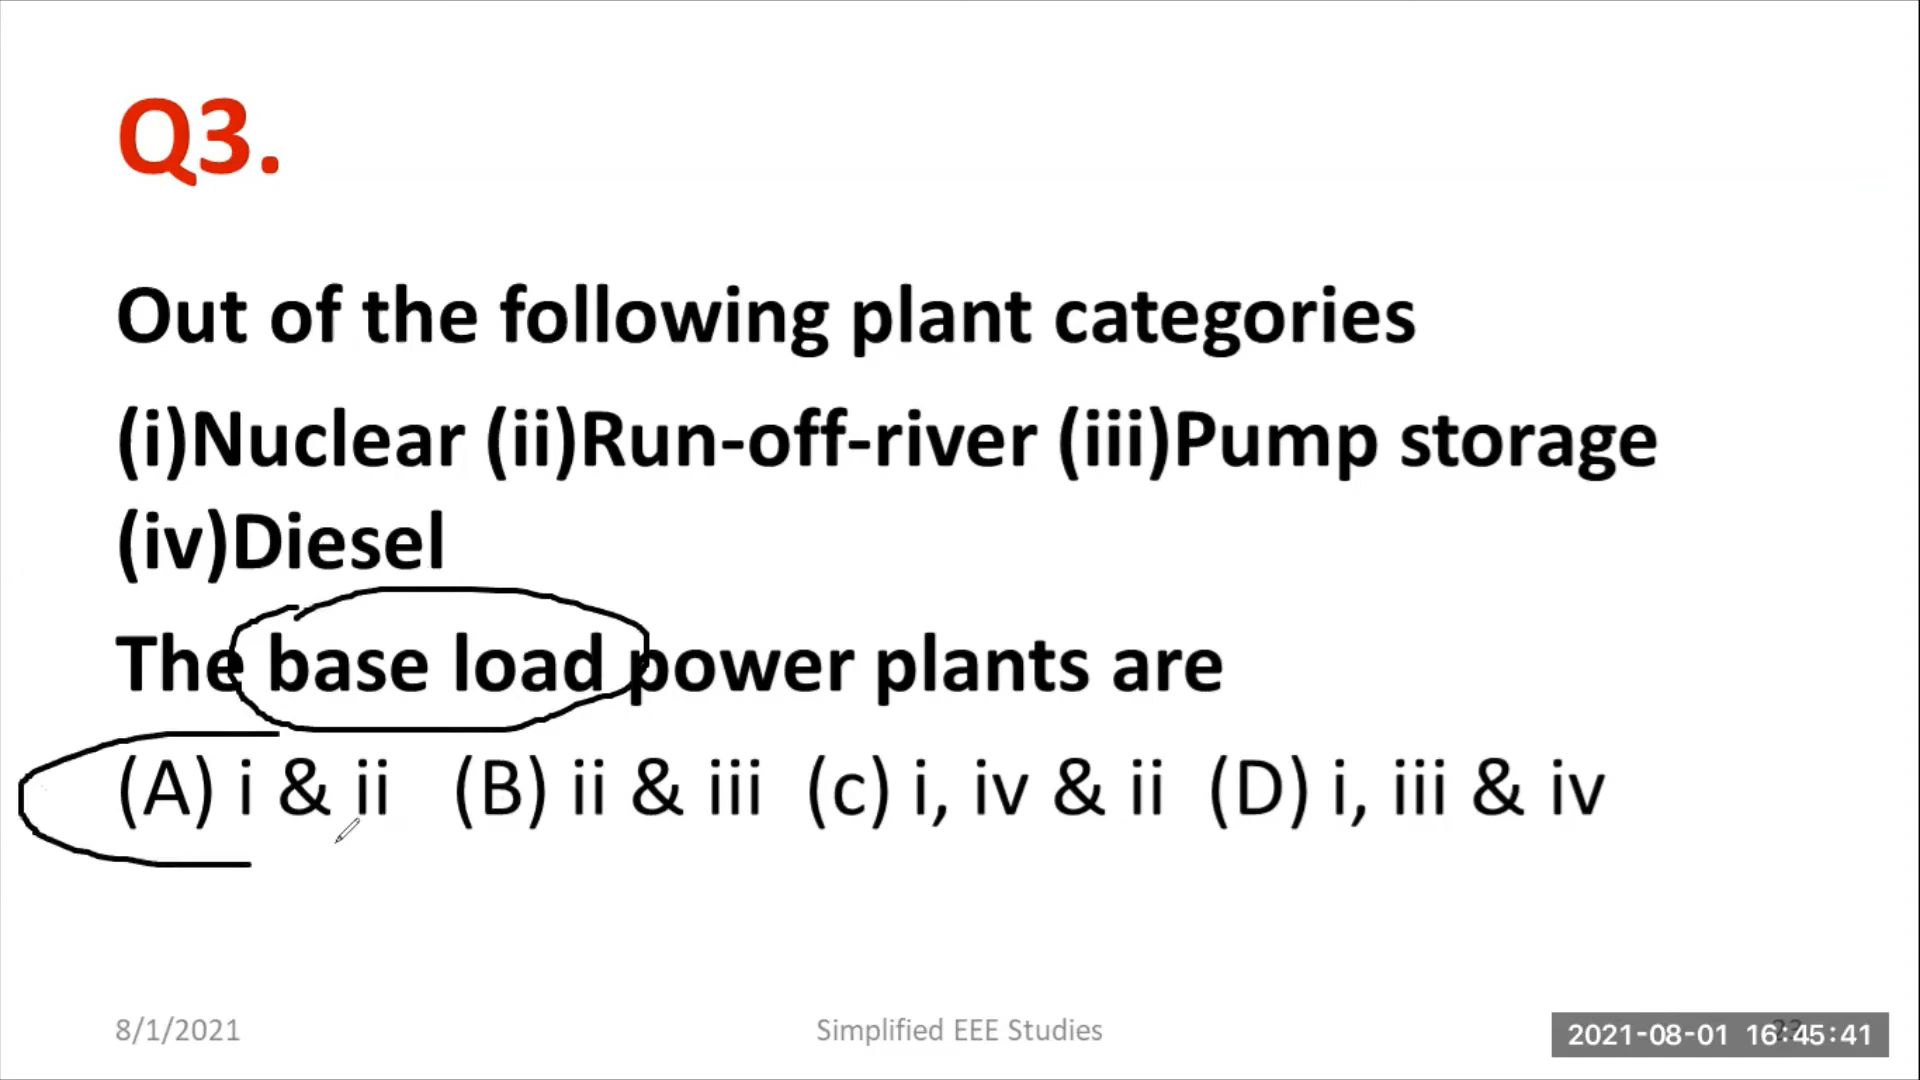 Q3.
Out of the following plant categories
(i)Nuclear (ii)Run-off-river (iii)Pump storage
(iv)Diesel
The base load power plants are
(A) i & ii (B) ii & iii (c) i, iv & ii (D) i, iii & iv
8/1/2021
Simplified EEE Studies
2021-08-01 16:45:41